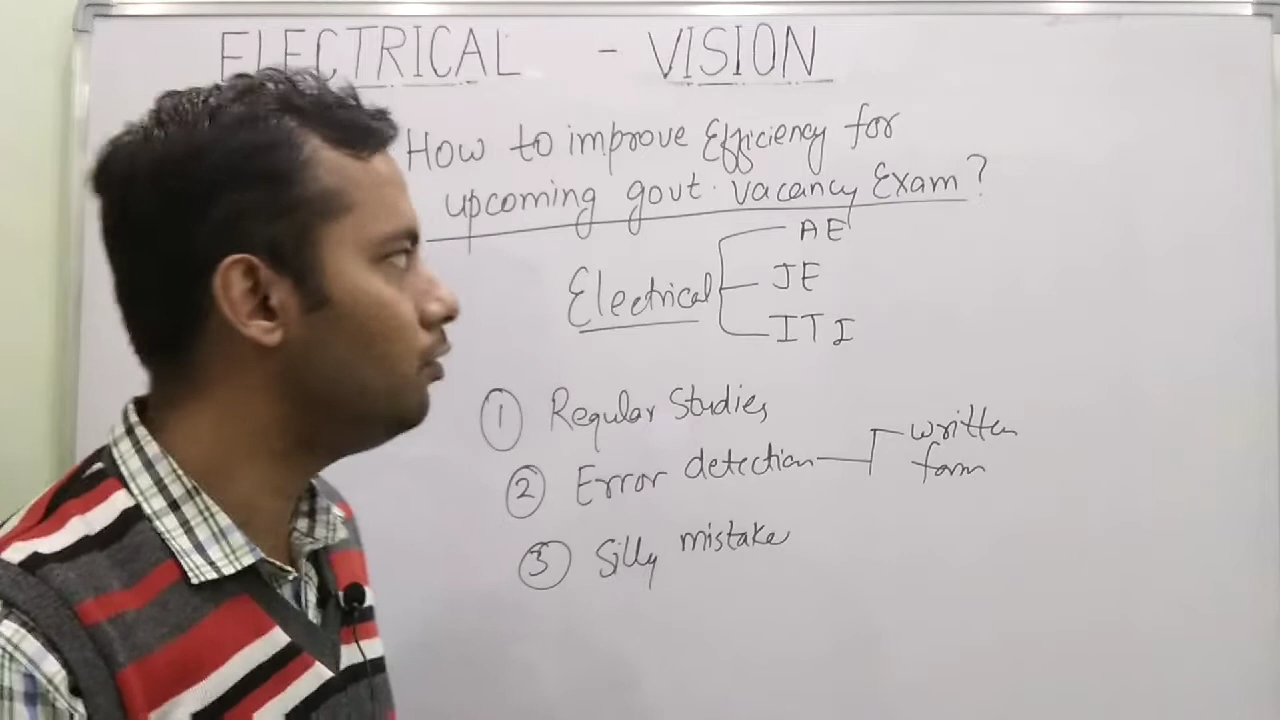 ELECTRICAL - VISION
How to improve Efficiency for
upcoming govt. vacancy Exam?
Electrical
AE
JE
ITI
① Regular Studies
② Error detection
written
form
③ Silly mistake